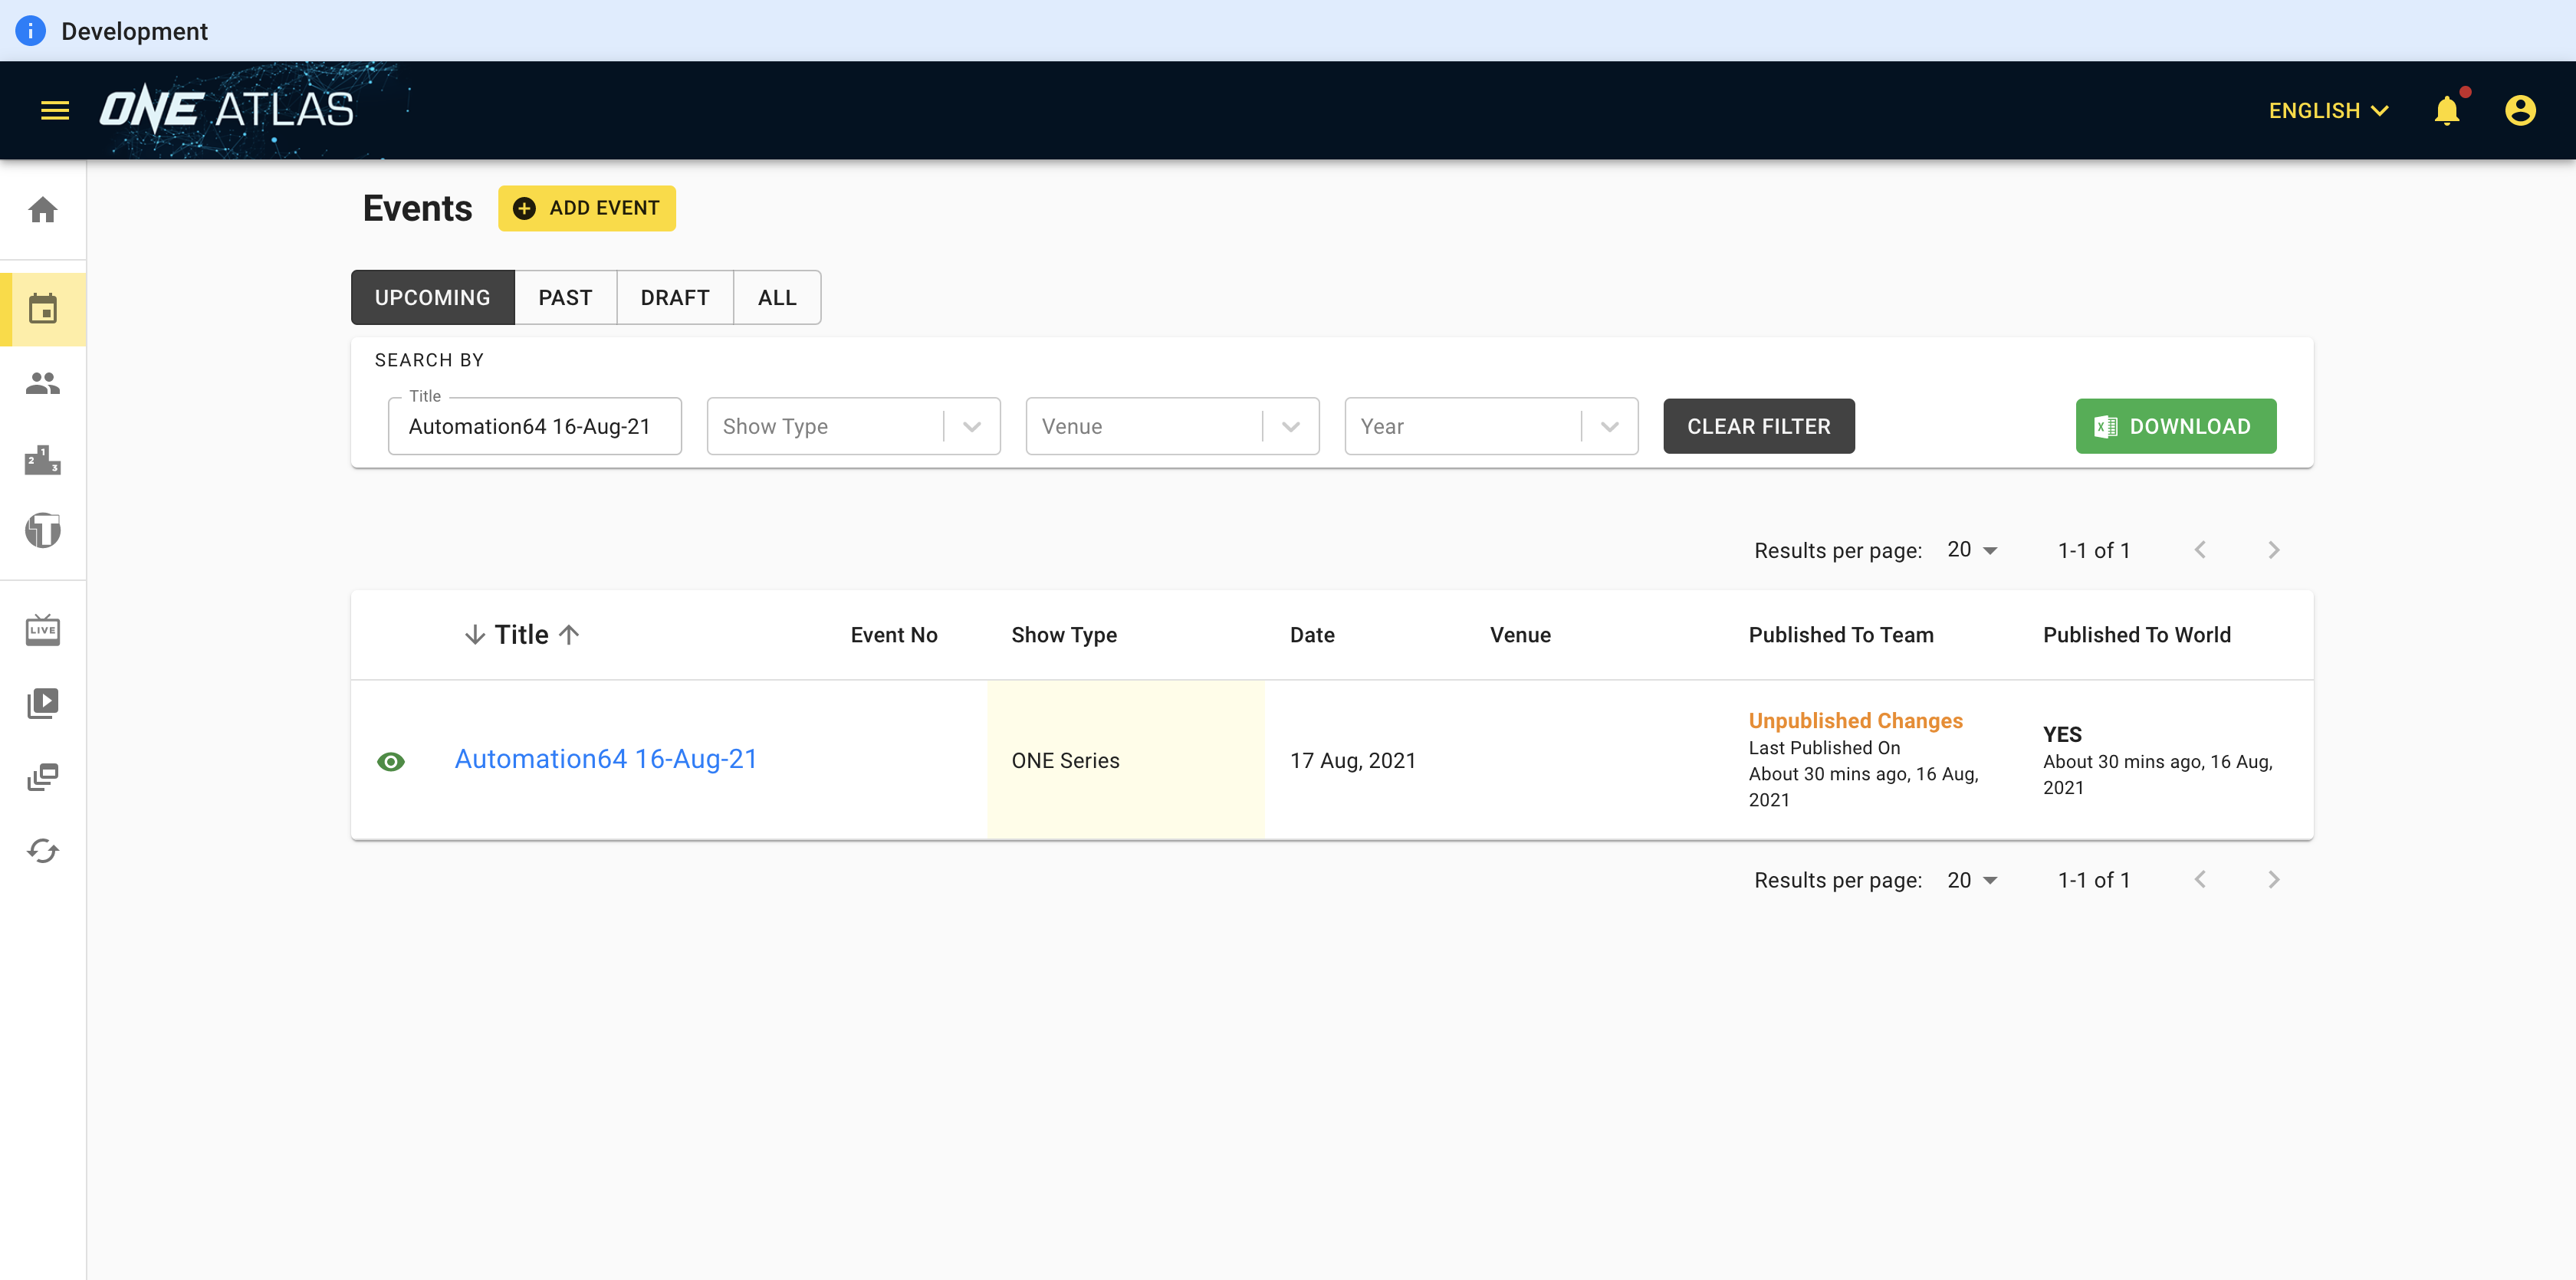 Development
ONE ATLAS
ENGLISH
Events
ADD EVENT
UPCOMING PAST DRAFT ALL
SEARCH BY
Title
Automation64 16-Aug-21 Show Type Venue Year CLEAR FILTER DOWNLOAD
Results per page: 20 1-1 of 1
Title Event No Show Type Date Venue Published To Team Published To World
Automation64 16-Aug-21
ONE Series
17 Aug, 2021
Unpublished Changes
Last Published On
About 30 mins ago, 16 Aug,
2021
YES
About 30 mins ago, 16 Aug,
2021
1
2
3
T
LIVE
Results per page: 20 1-1 of 1